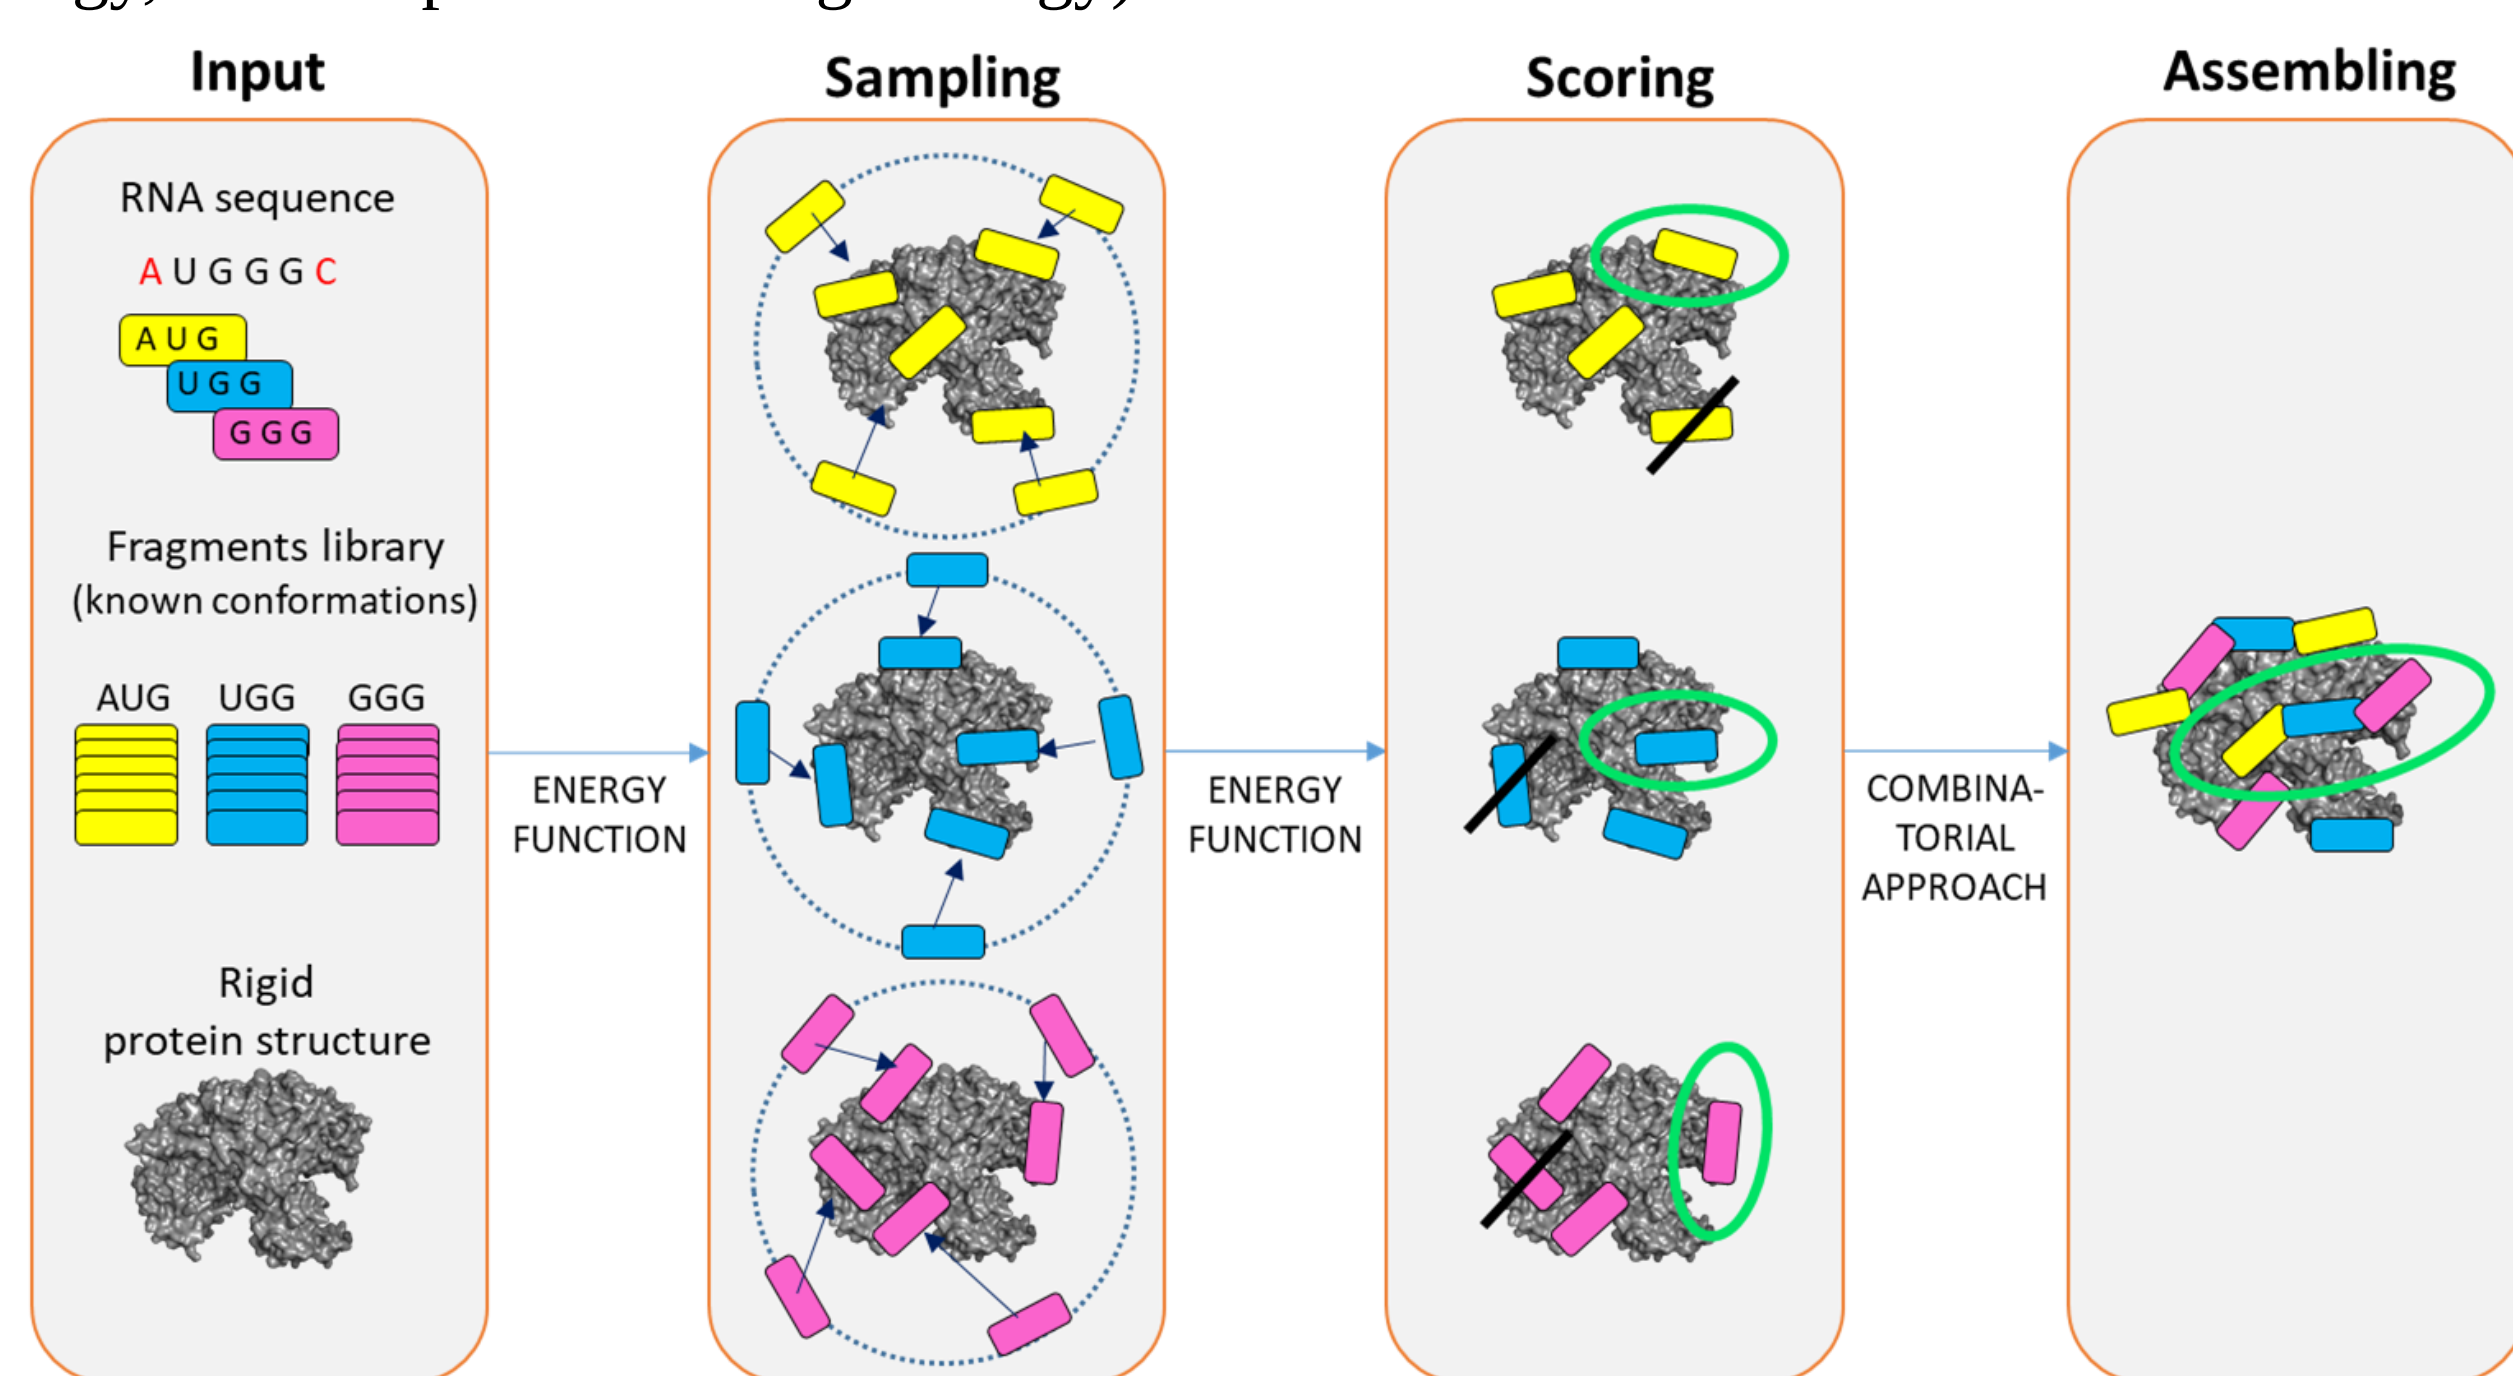 Input
RNA sequence
A U G G G C
A U G
U G G
G G G
Fragments library
(known conformations)
AUG UGG GGG
Rigid
protein structure
ENERGY
FUNCTION
Sampling
ENERGY
FUNCTION
Scoring
COMBINA-
TORIAL
APPROACH
Assembling